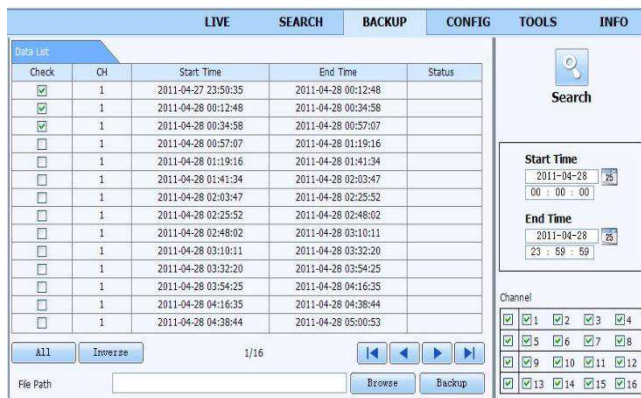 LIVE SEARCH BACKUP CONFIG TOOLS INFO
Data List
Check CH Start Time End Time Status
1 2011-04-27 23:50:35 2011-04-28 00:12:48
1 2011-04-28 00:12:48 2011-04-28 00:34:58
1 2011-04-28 00:34:58 2011-04-28 00:57:07
1 2011-04-28 00:57:07 2011-04-28 01:19:16
1 2011-04-28 01:19:16 2011-04-28 01:41:34
1 2011-04-28 01:41:34 2011-04-28 02:03:47
1 2011-04-28 02:03:47 2011-04-28 02:25:52
1 2011-04-28 02:25:52 2011-04-28 02:48:02
1 2011-04-28 02:48:02 2011-04-28 03:10:11
1 2011-04-28 03:10:11 2011-04-28 03:32:20
1 2011-04-28 03:32:20 2011-04-28 03:54:25
1 2011-04-28 03:54:25 2011-04-28 04:16:35
1 2011-04-28 04:16:35 2011-04-28 04:38:44
1 2011-04-28 04:38:44 2011-04-28 05:00:53
All Inverse 1/16
File Path Browse Backup
Search
Start Time
2011-04-28 25
00 : 00 : 00
End Time
2011-04-28 25
23 : 59 : 59
Channel
1 2 3 4
5 6 7 8
9 10 11 12
13 14 15 16